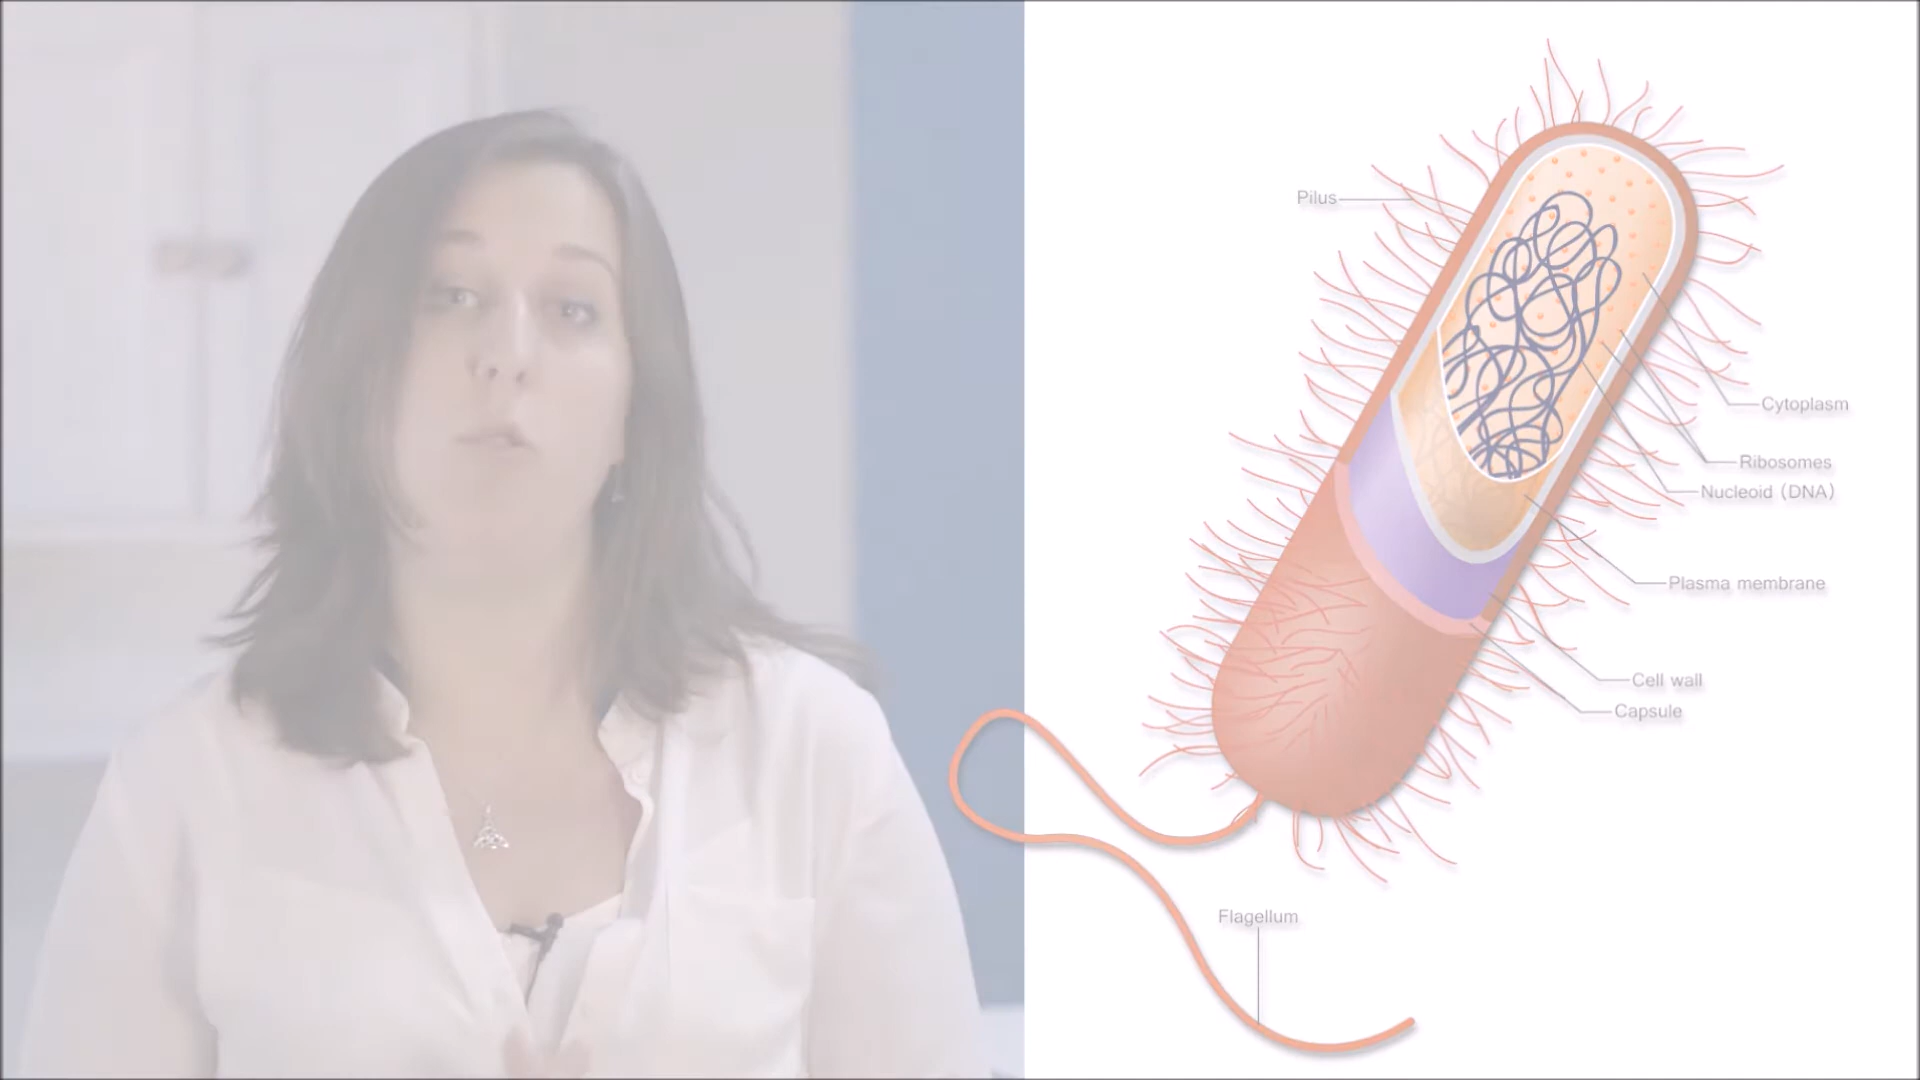 Pilus
Cytoplasm
Ribosomes
Nucleoid (DNA)
Plasma membrane
Cell wall
Capsule
Flagellum